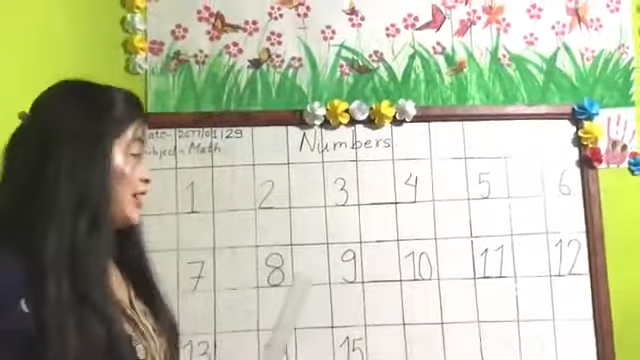 Date- 2077/01/29
Subject- Math
Numbers
1 2 3 4 5 6
7 8 9 10 11 12
13 15